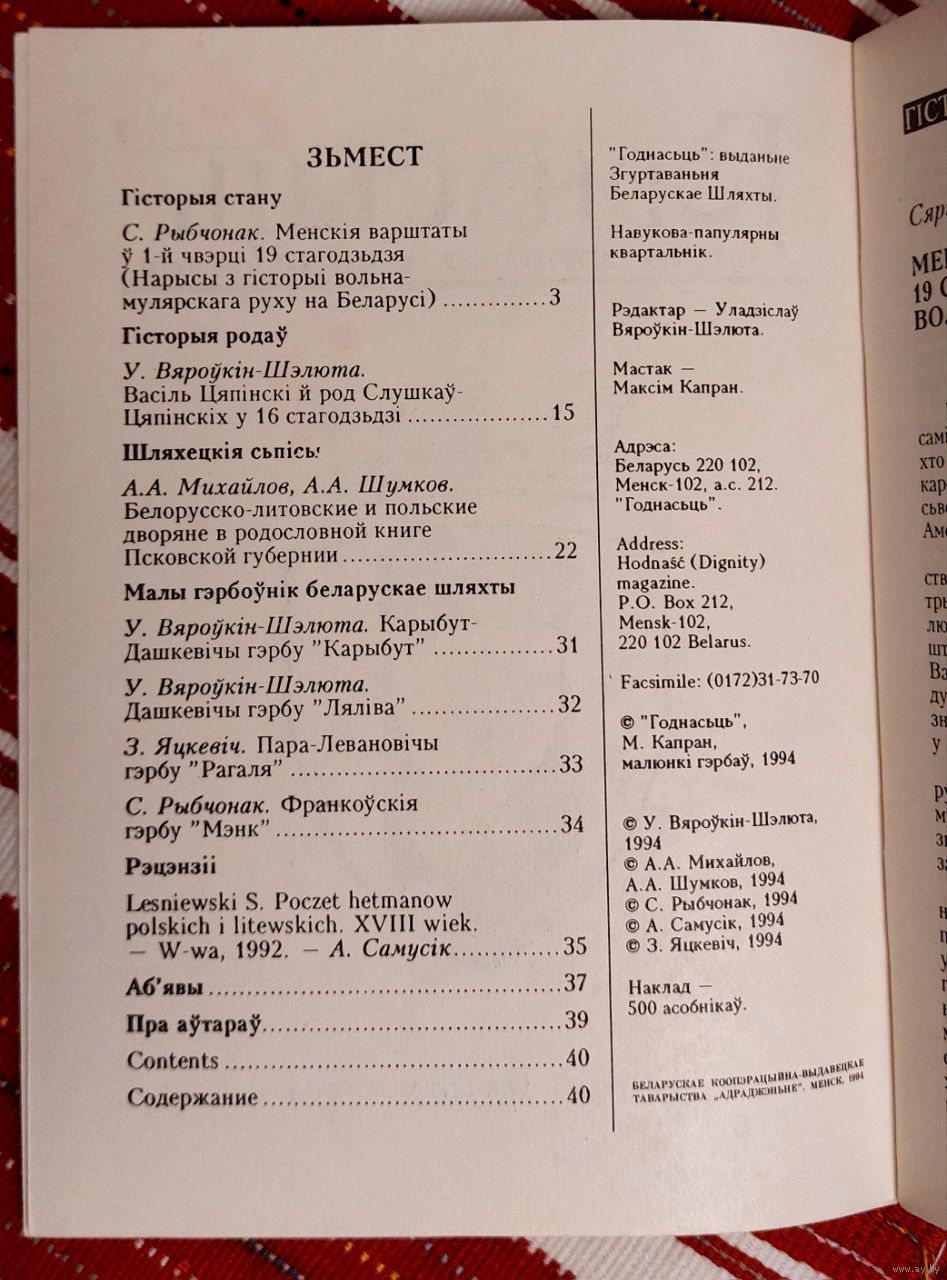 ЗЬМЕСТ
Гісторыя стану
С. Рыбчонак. Менскія варштаты
ў 1-й чвэрці 19 стагодзьдзя
(Нарысы з гісторыі вольна-
мулярскага руху на Беларусі) ..............3
Гісторыя родаў
У. Вяроўкін-Шэлюта.
Васіль Цяпінскі й род Слушкаў-
Цяпінскіх у 16 стагодзьдзі ...................15
Шляхецкія сьпісы
А.А. Михайлов, А.А. Шумков.
Белорусско-литовские и польские
дворяне в родословной книге
Псковской губернии ............................22
Малы гэрбоўнік беларускае шляхты
У. Вяроўкін-Шэлюта. Карыбут-
Дашкевічы гэрбу "Карыбут" ................31
У. Вяроўкін-Шэлюта.
Дашкевічы гэрбу "Ляліва" ...................32
З. Яцкевіч. Пара-Левановічы
гэрбу "Рагаля" ...................................33
С. Рыбчонак. Франкоўскія
гэрбу "Мэнк" .....................................34
Рэцэнзіі
Lesniewski S. Poczet hetmanow
polskich i litewskich. XVIII wiek.
— W-wa, 1992. — А. Самусік..............35
Аб'явы ...............................................37
Пра аўтараў........................................39
Contents .............................................40
Содержание ........................................40
"Годнасьць": выданьне
Згуртаваньня
Беларускае Шляхты.
Навукова-папулярны
квартальнік.
Рэдактар — Уладзіслаў
Вяроўкін-Шэлюта.
Мастак —
Максім Капран.
Адрэса:
Беларусь 220 102,
Менск-102, а.с. 212.
"Годнасьць".
Address:
Hodnaść (Dignity)
magazine.
P.O. Box 212,
Mensk-102,
220 102 Belarus.
Facsimile: (0172)31-73-70
© "Годнасьць",
М. Капран,
малюнкі гэрбаў, 1994
© У. Вяроўкін-Шэлюта,
1994
© А.А. Михайлов,
А.А. Шумков, 1994
© С. Рыбчонак, 1994
© А. Самусік, 1994
© З. Яцкевіч, 1994
Наклад —
500 асобнікаў.
БЕЛАРУСКАЕ КООПЭРАЦЫЙНА-ВЫДАВЕЦКАЕ
ТАВАРЫСТВА „АДРАДЖЭНЬНЕ". МЕНСК. 1994
www.ay.by